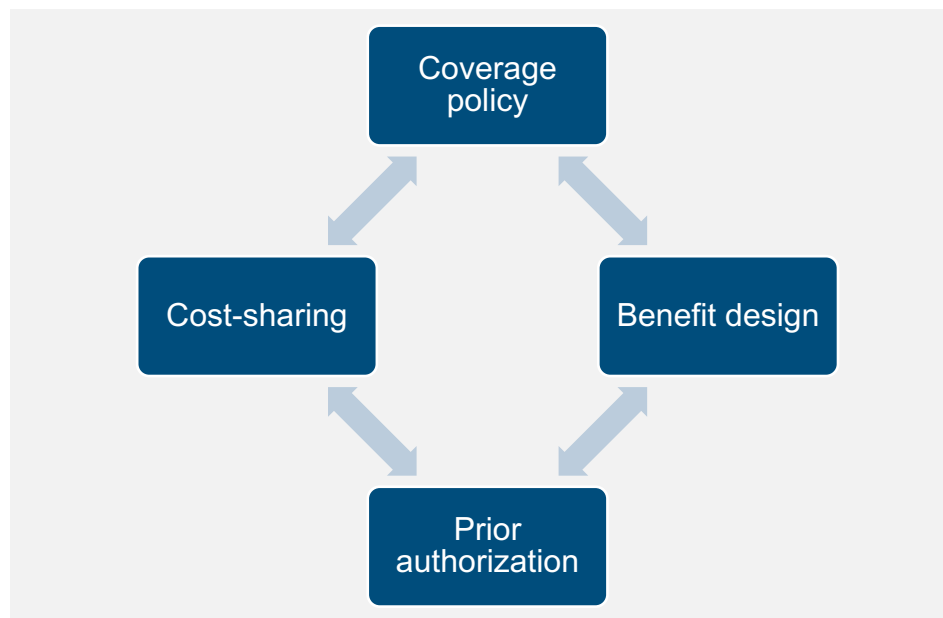 Coverage
policy
Cost-sharing
Benefit design
Prior
authorization